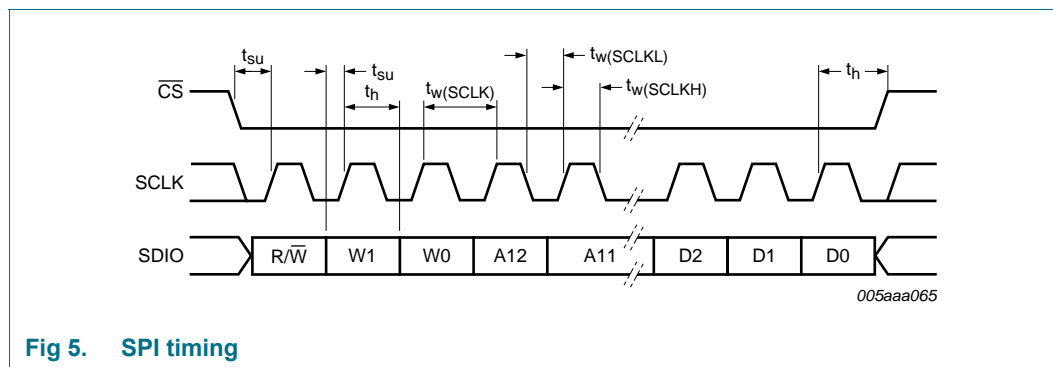 tsu
tsu
th
tw(SCLK)
tw(SCLKL)
tw(SCLKH)
th
CS
SCLK
SDIO
R/W
W1
W0
A12
A11
D2
D1
D0
005aaa065
Fig 5. SPI timing